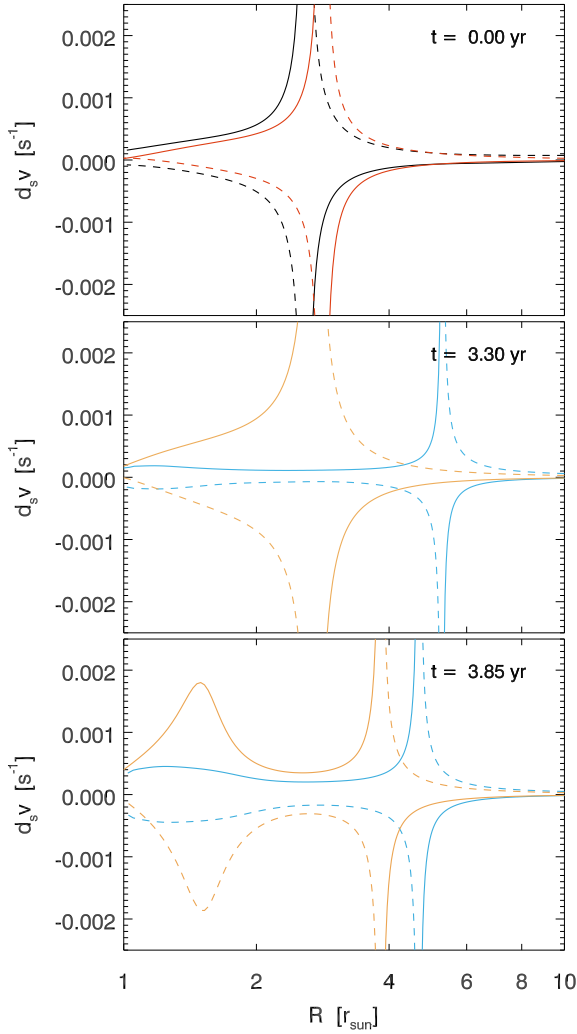 t = 0.00 yr
0.002
0.001
0.000
-0.001
-0.002
d_s v [s^-1]
t = 3.30 yr
0.002
0.001
0.000
-0.001
-0.002
d_s v [s^-1]
t = 3.85 yr
0.002
0.001
0.000
-0.001
-0.002
d_s v [s^-1]
1 2 4 6 8 10
R [r_sun]